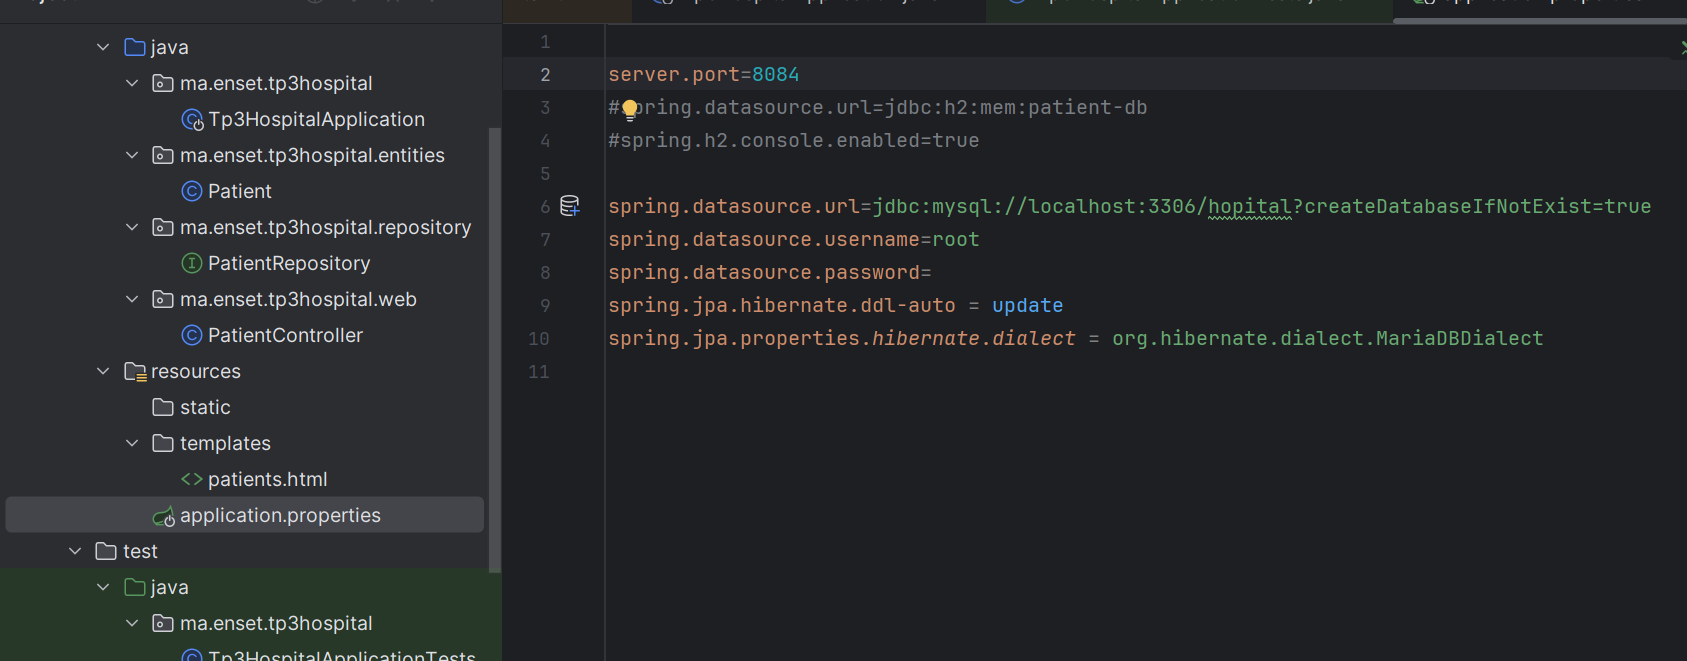 java
ma.enset.tp3hospital
Tp3HospitalApplication
ma.enset.tp3hospital.entities
Patient
ma.enset.tp3hospital.repository
PatientRepository
ma.enset.tp3hospital.web
PatientController
resources
static
templates
patients.html
application.properties
test
java
ma.enset.tp3hospital
Tp3HospitalApplicationTests
1
2 server.port=8084
3 #spring.datasource.url=jdbc:h2:mem:patient-db
4 #spring.h2.console.enabled=true
5
6 spring.datasource.url=jdbc:mysql://localhost:3306/hopital?createDatabaseIfNotExist=true
7 spring.datasource.username=root
8 spring.datasource.password=
9 spring.jpa.hibernate.ddl-auto = update
10 spring.jpa.properties.hibernate.dialect = org.hibernate.dialect.MariaDBDialect
11